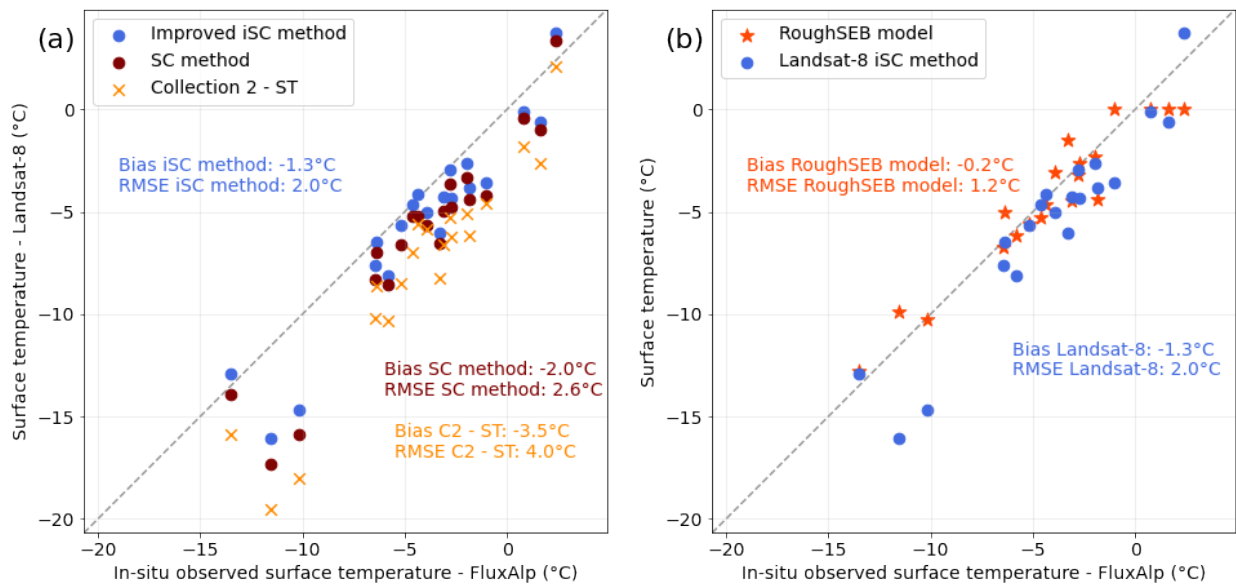 (a)
Improved iSC method
SC method
Collection 2 - ST
Bias iSC method: -1.3°C
RMSE iSC method: 2.0°C
Bias SC method: -2.0°C
RMSE SC method: 2.6°C
Bias C2 - ST: -3.5°C
RMSE C2 - ST: 4.0°C
Surface temperature - Landsat-8 (°C)
0
−5
−10
−15
−20
−20 −15 −10 −5 0
In-situ observed surface temperature - FluxAlp (°C)
(b)
RoughSEB model
Landsat-8 iSC method
Bias RoughSEB model: -0.2°C
RMSE RoughSEB model: 1.2°C
Bias Landsat-8: -1.3°C
RMSE Landsat-8: 2.0°C
Surface temperature (°C)
0
−5
−10
−15
−20
−20 −15 −10 −5 0
In-situ observed surface temperature - FluxAlp (°C)